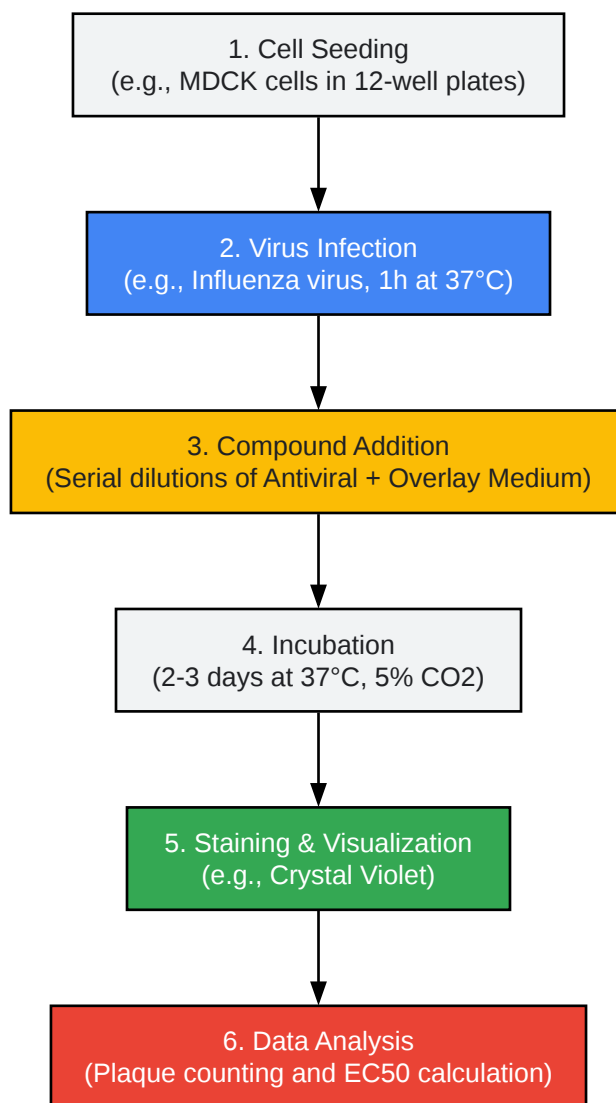 1. Cell Seeding
(e.g., MDCK cells in 12-well plates)
2. Virus Infection
(e.g., Influenza virus, 1h at 37°C)
3. Compound Addition
(Serial dilutions of Antiviral + Overlay Medium)
4. Incubation
(2-3 days at 37°C, 5% CO2)
5. Staining & Visualization
(e.g., Crystal Violet)
6. Data Analysis
(Plaque counting and EC50 calculation)